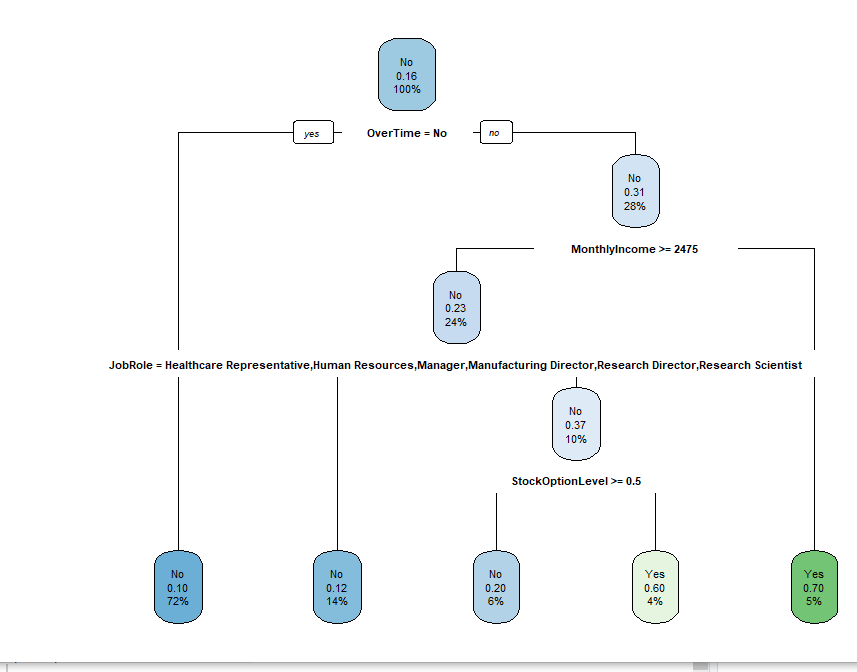 No
0.16
100%
yes
OverTime = No
no
No
0.31
28%
MonthlyIncome >= 2475
No
0.23
24%
JobRole = Healthcare Representative,Human Resources,Manager,Manufacturing Director,Research Director,Research Scientist
No
0.37
10%
StockOptionLevel >= 0.5
No
0.10
72%
No
0.12
14%
No
0.20
6%
Yes
0.60
4%
Yes
0.70
5%